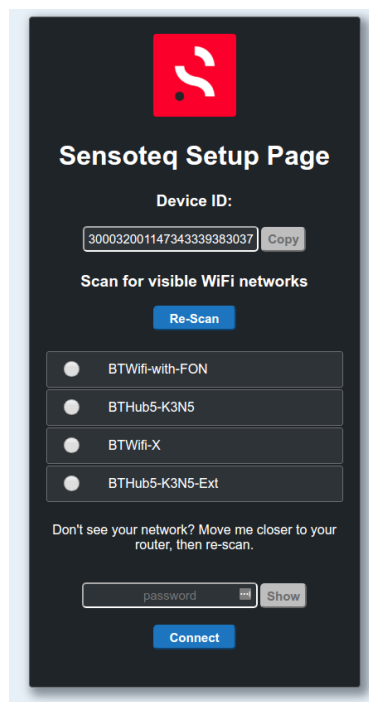 Sensoteq Setup Page
Device ID:
300032001147343339383037 Copy
Scan for visible WiFi networks
Re-Scan
BTWifi-with-FON
BTHub5-K3N5
BTWifi-X
BTHub5-K3N5-Ext
Don't see your network? Move me closer to your
router, then re-scan.
password Show
Connect